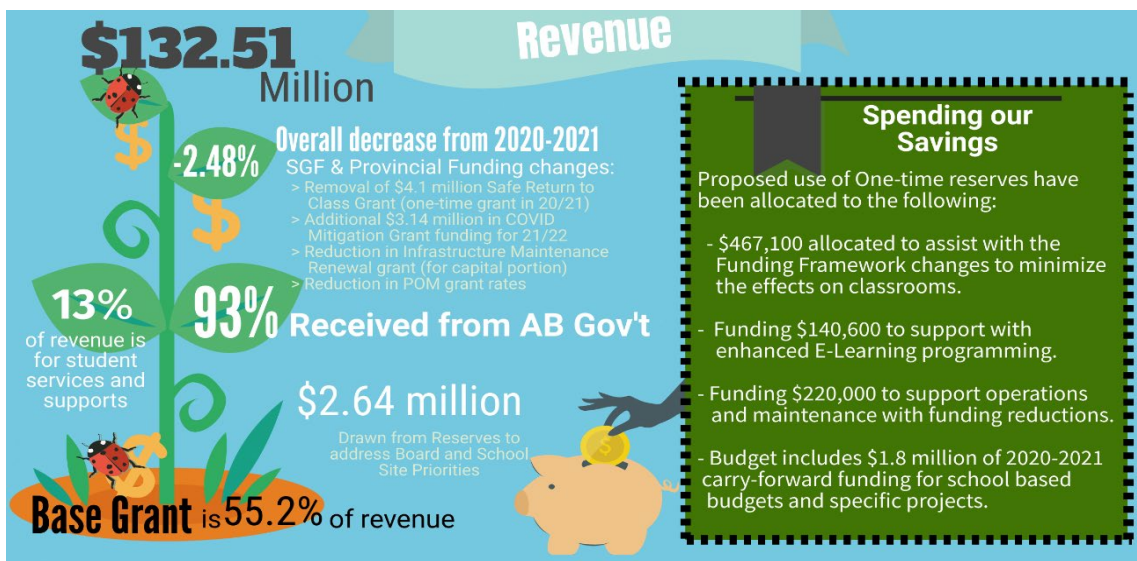 Revenue
$132.51
Million
-2.48%
Overall decrease from 2020-2021
SGF & Provincial Funding changes:
> Removal of $4.1 million Safe Return to
Class Grant (one-time grant in 20/21)
> Additional $3.14 million in COVID
Mitigation Grant funding for 21/22
> Reduction in Infrastructure Maintenance
Renewal grant (for capital portion)
> Reduction in POM grant rates
13%
of revenue is
for student
services and
supports
93% Received from AB Gov't
$2.64 million
Drawn from Reserves to
address Board and School
Site Priorities
Base Grant is 55.2% of revenue
Spending our
Savings
Proposed use of One-time reserves have
been allocated to the following:
- $467,100 allocated to assist with the
Funding Framework changes to minimize
the effects on classrooms.
- Funding $140,600 to support with
enhanced E-Learning programming.
- Funding $220,000 to support operations
and maintenance with funding reductions.
- Budget includes $1.8 million of 2020-2021
carry-forward funding for school based
budgets and specific projects.